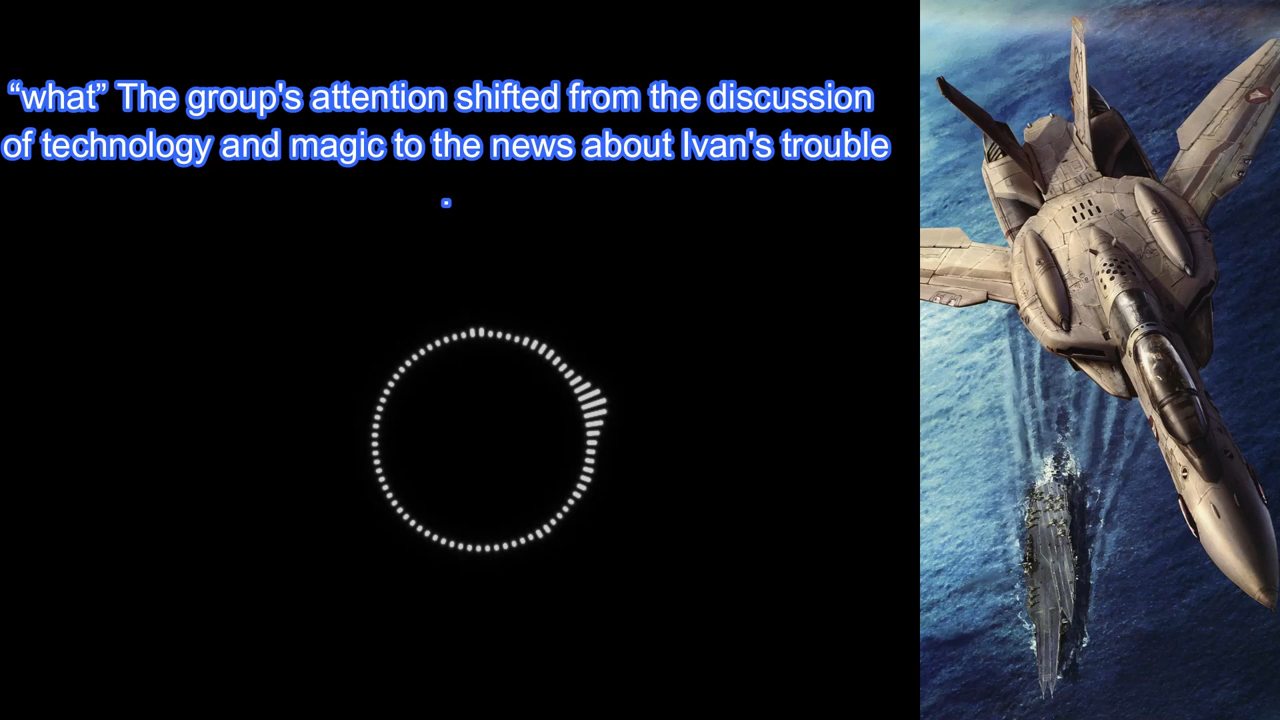 “what” The group's attention shifted from the discussion
of technology and magic to the news about Ivan's trouble
.